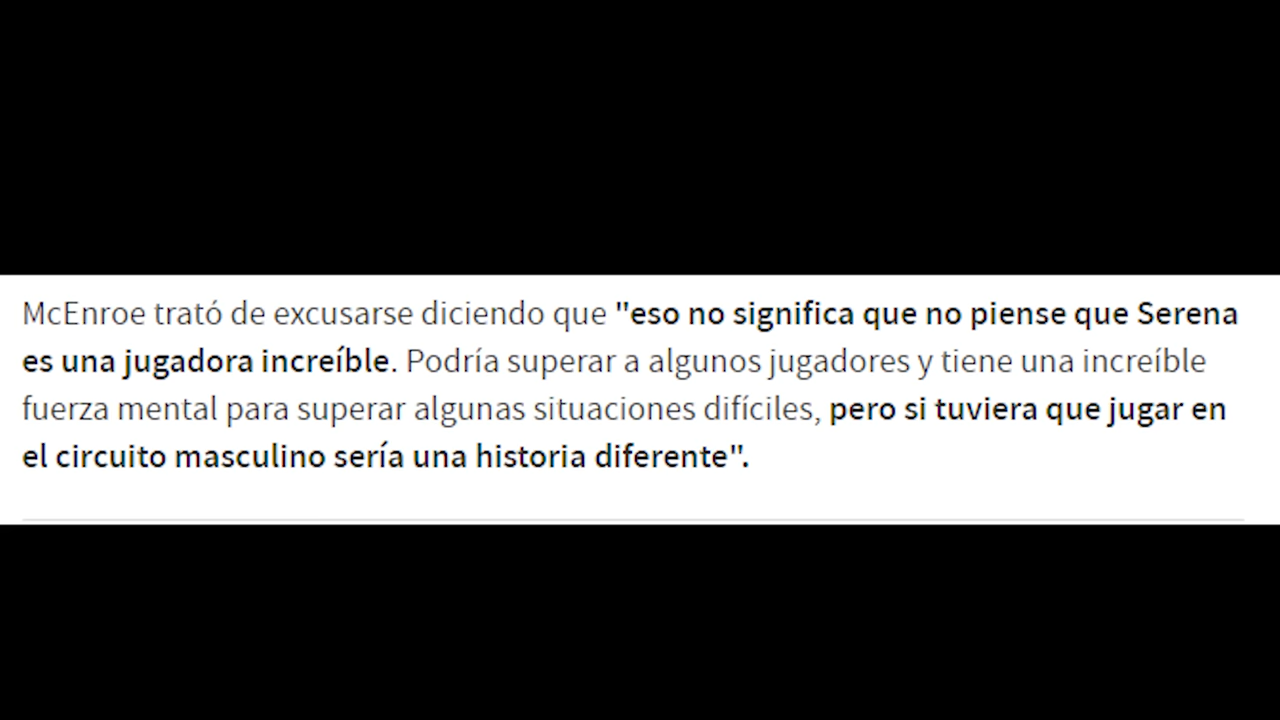 McEnroe trató de excusarse diciendo que "eso no significa que no piense que Serena
es una jugadora increíble. Podría superar a algunos jugadores y tiene una increíble
fuerza mental para superar algunas situaciones difíciles, pero si tuviera que jugar en
el circuito masculino sería una historia diferente".